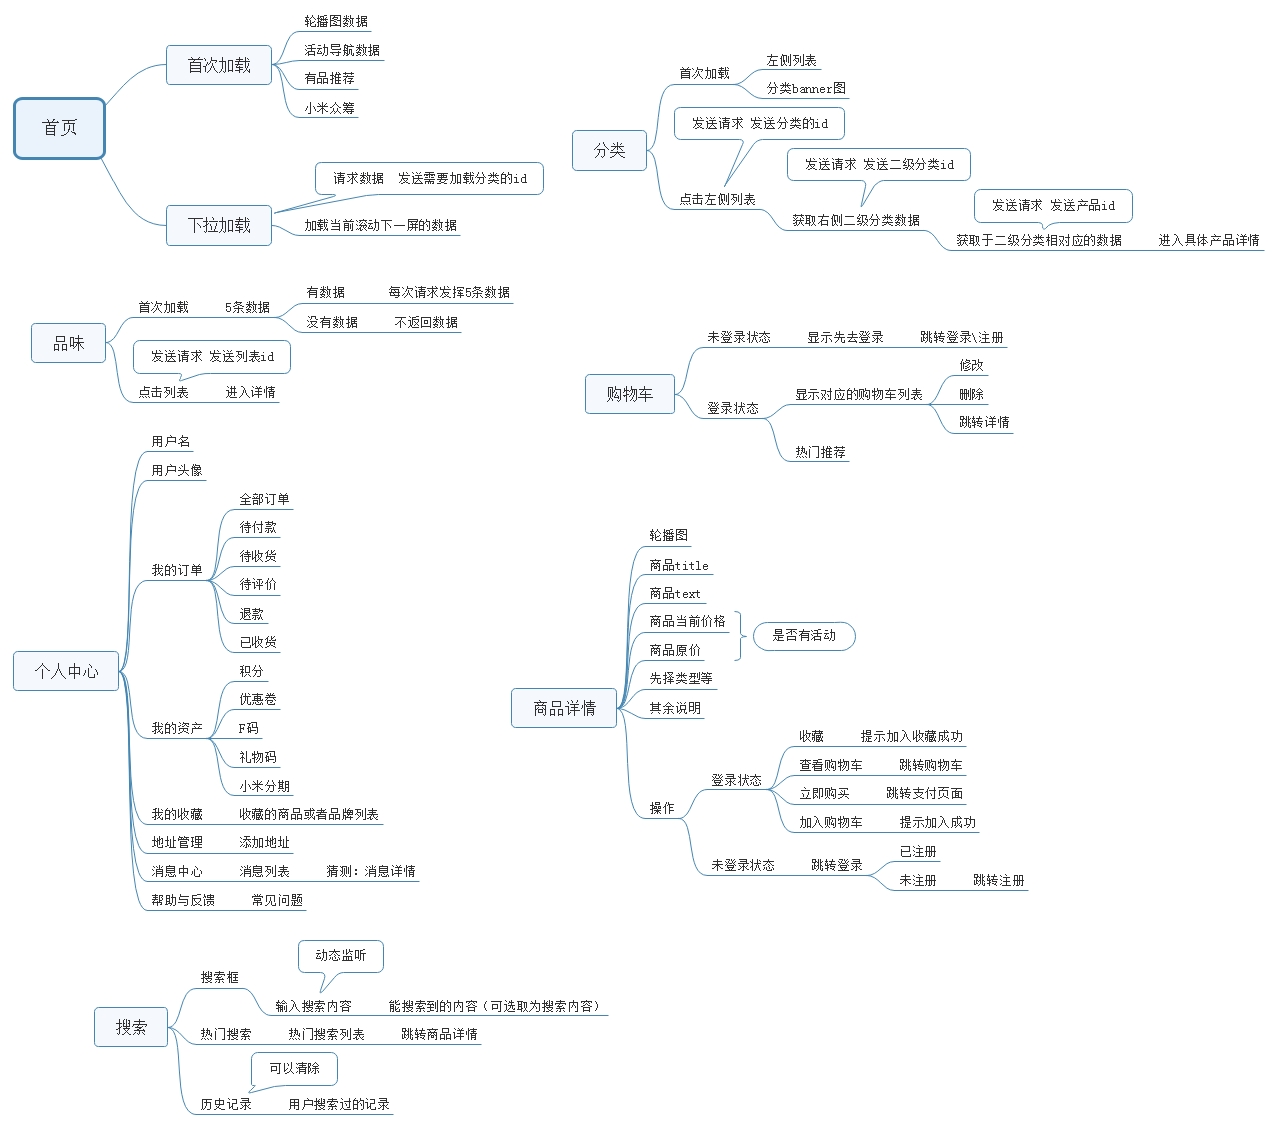 首页
首次加载
轮播图数据
活动导航数据
有品推荐
小米众筹
下拉加载
请求数据 发送需要加载分类的id
加载当前滚动下一屏的数据
分类
首次加载
左侧列表
分类banner图
发送请求 发送分类的id
点击左侧列表
发送请求 发送二级分类id
获取右侧二级分类数据
发送请求 发送产品id
获取于二级分类相对应的数据
进入具体产品详情
品味
首次加载
5条数据
有数据
每次请求发挥5条数据
没有数据
不返回数据
发送请求 发送列表id
点击列表
进入详情
购物车
未登录状态
显示先去登录
跳转登录\注册
登录状态
显示对应的购物车列表
修改
删除
跳转详情
热门推荐
个人中心
用户名
用户头像
我的订单
全部订单
待付款
待收货
待评价
退款
已收货
我的资产
积分
优惠卷
F码
礼物码
小米分期
我的收藏
收藏的商品或者品牌列表
地址管理
添加地址
消息中心
消息列表
猜测：消息详情
帮助与反馈
常见问题
商品详情
轮播图
商品title
商品text
商品当前价格
商品原价
是否有活动
先择类型等
其余说明
操作
登录状态
收藏
提示加入收藏成功
查看购物车
跳转购物车
立即购买
跳转支付页面
加入购物车
提示加入成功
未登录状态
跳转登录
已注册
未注册
跳转注册
搜索
搜索框
动态监听
输入搜索内容
能搜索到的内容（可选取为搜索内容）
热门搜索
热门搜索列表
跳转商品详情
可以清除
历史记录
用户搜索过的记录